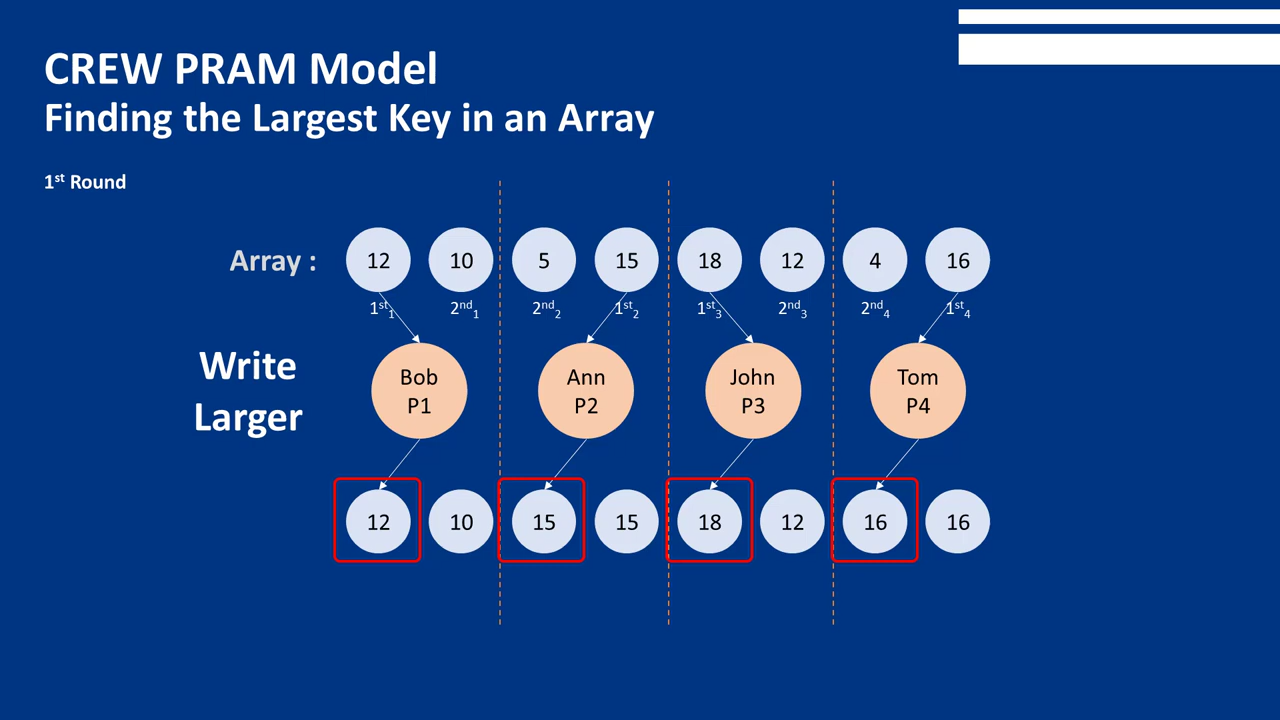 CREW PRAM Model
Finding the Largest Key in an Array
1st Round
Array : 12 10 5 15 18 12 4 16
1st1 2nd1 2nd2 1st2 1st3 2nd3 2nd4 1st4
Write
Larger
Bob
P1
Ann
P2
John
P3
Tom
P4
12 10 15 15 18 12 16 16